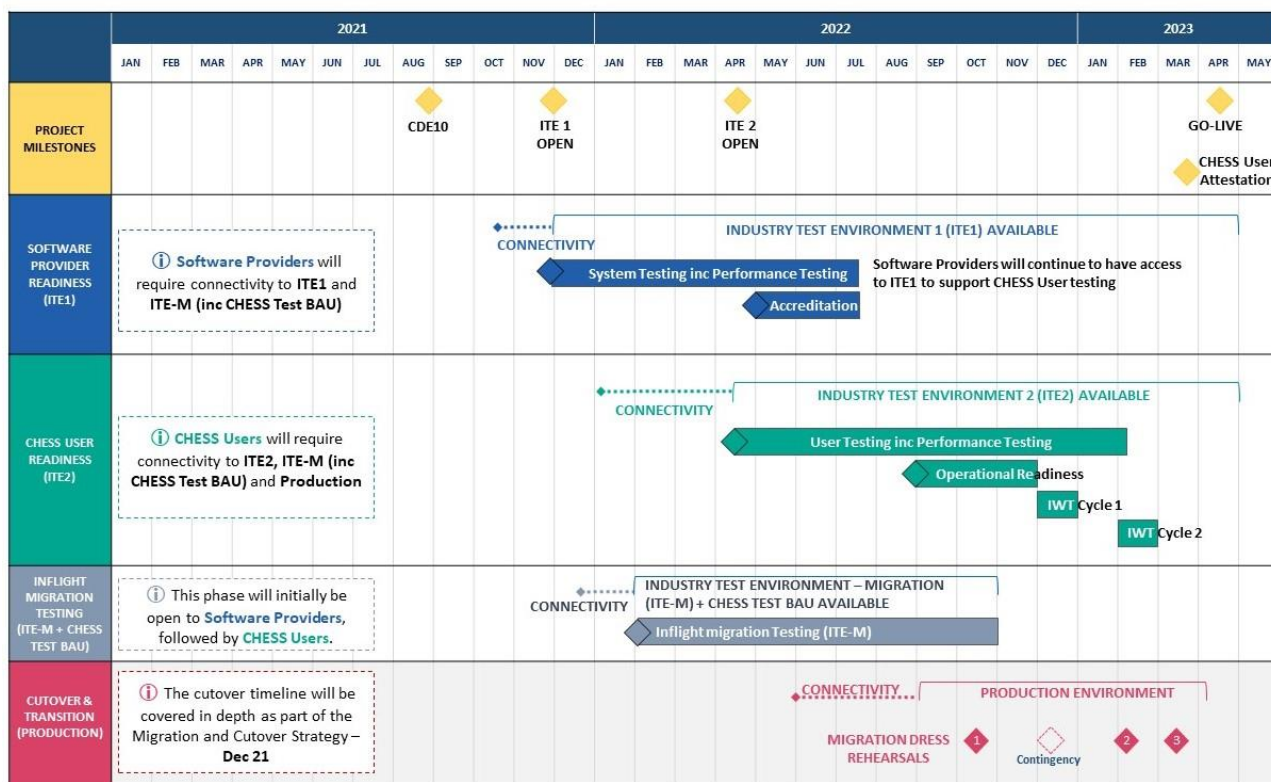 2021
2022
2023
JAN FEB MAR APR MAY JUN JUL AUG SEP OCT NOV DEC JAN FEB MAR APR MAY JUN JUL AUG SEP OCT NOV DEC JAN FEB MAR APR MAY
PROJECT
MILESTONES
CDE10
ITE 1
OPEN
ITE 2
OPEN
GO-LIVE
CHESS User
Attestation
SOFTWARE
PROVIDER
READINESS
(ITE1)
ⓘ Software Providers will
require connectivity to ITE1 and
ITE-M (inc CHESS Test BAU)
CONNECTIVITY
INDUSTRY TEST ENVIRONMENT 1 (ITE1) AVAILABLE
System Testing inc Performance Testing
Accreditation
Software Providers will continue to have access
to ITE1 to support CHESS User testing
CHESS USER
READINESS
(ITE2)
ⓘ CHESS Users will require
connectivity to ITE2, ITE-M (inc
CHESS Test BAU) and Production
CONNECTIVITY
INDUSTRY TEST ENVIRONMENT 2 (ITE2) AVAILABLE
User Testing inc Performance Testing
Operational Readiness
IWT Cycle 1
IWT Cycle 2
INFLIGHT
MIGRATION
TESTING
(ITE-M + CHESS
TEST BAU)
ⓘ This phase will initially be
open to Software Providers,
followed by CHESS Users.
CONNECTIVITY
INDUSTRY TEST ENVIRONMENT – MIGRATION
(ITE-M) + CHESS TEST BAU AVAILABLE
Inflight migration Testing (ITE-M)
CUTOVER &
TRANSITION
(PRODUCTION)
ⓘ The cutover timeline will be
covered in depth as part of the
Migration and Cutover Strategy –
Dec 21
CONNECTIVITY
PRODUCTION ENVIRONMENT
MIGRATION DRESS
REHEARSALS
1
Contingency
2
3